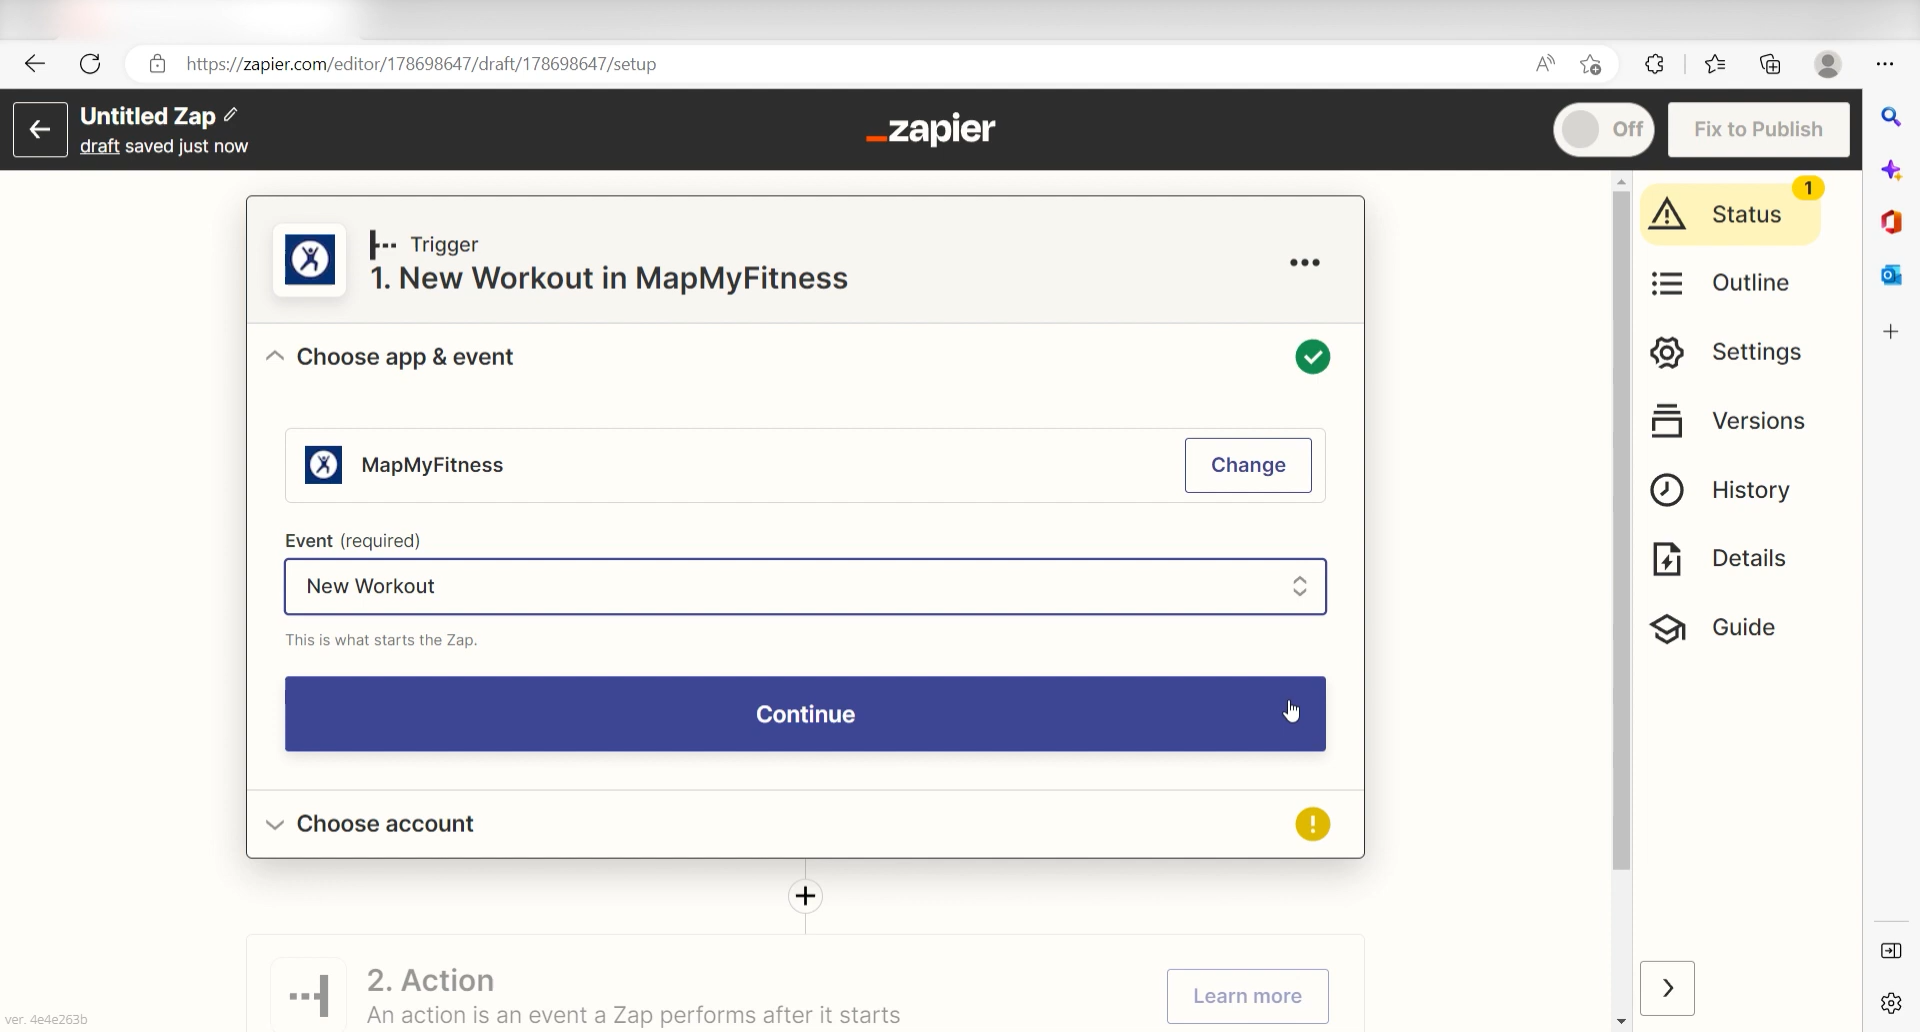 https://zapier.com/editor/178698647/draft/178698647/setup
Untitled Zap
draft saved just now
_zapier
Off
Fix to Publish
Trigger
1. New Workout in MapMyFitness
Choose app & event
MapMyFitness
Change
Event (required)
New Workout
This is what starts the Zap.
Continue
Choose account
2. Action
An action is an event a Zap performs after it starts
Learn more
ver. 4e4e263b
1
Status
Outline
Settings
Versions
History
Details
Guide